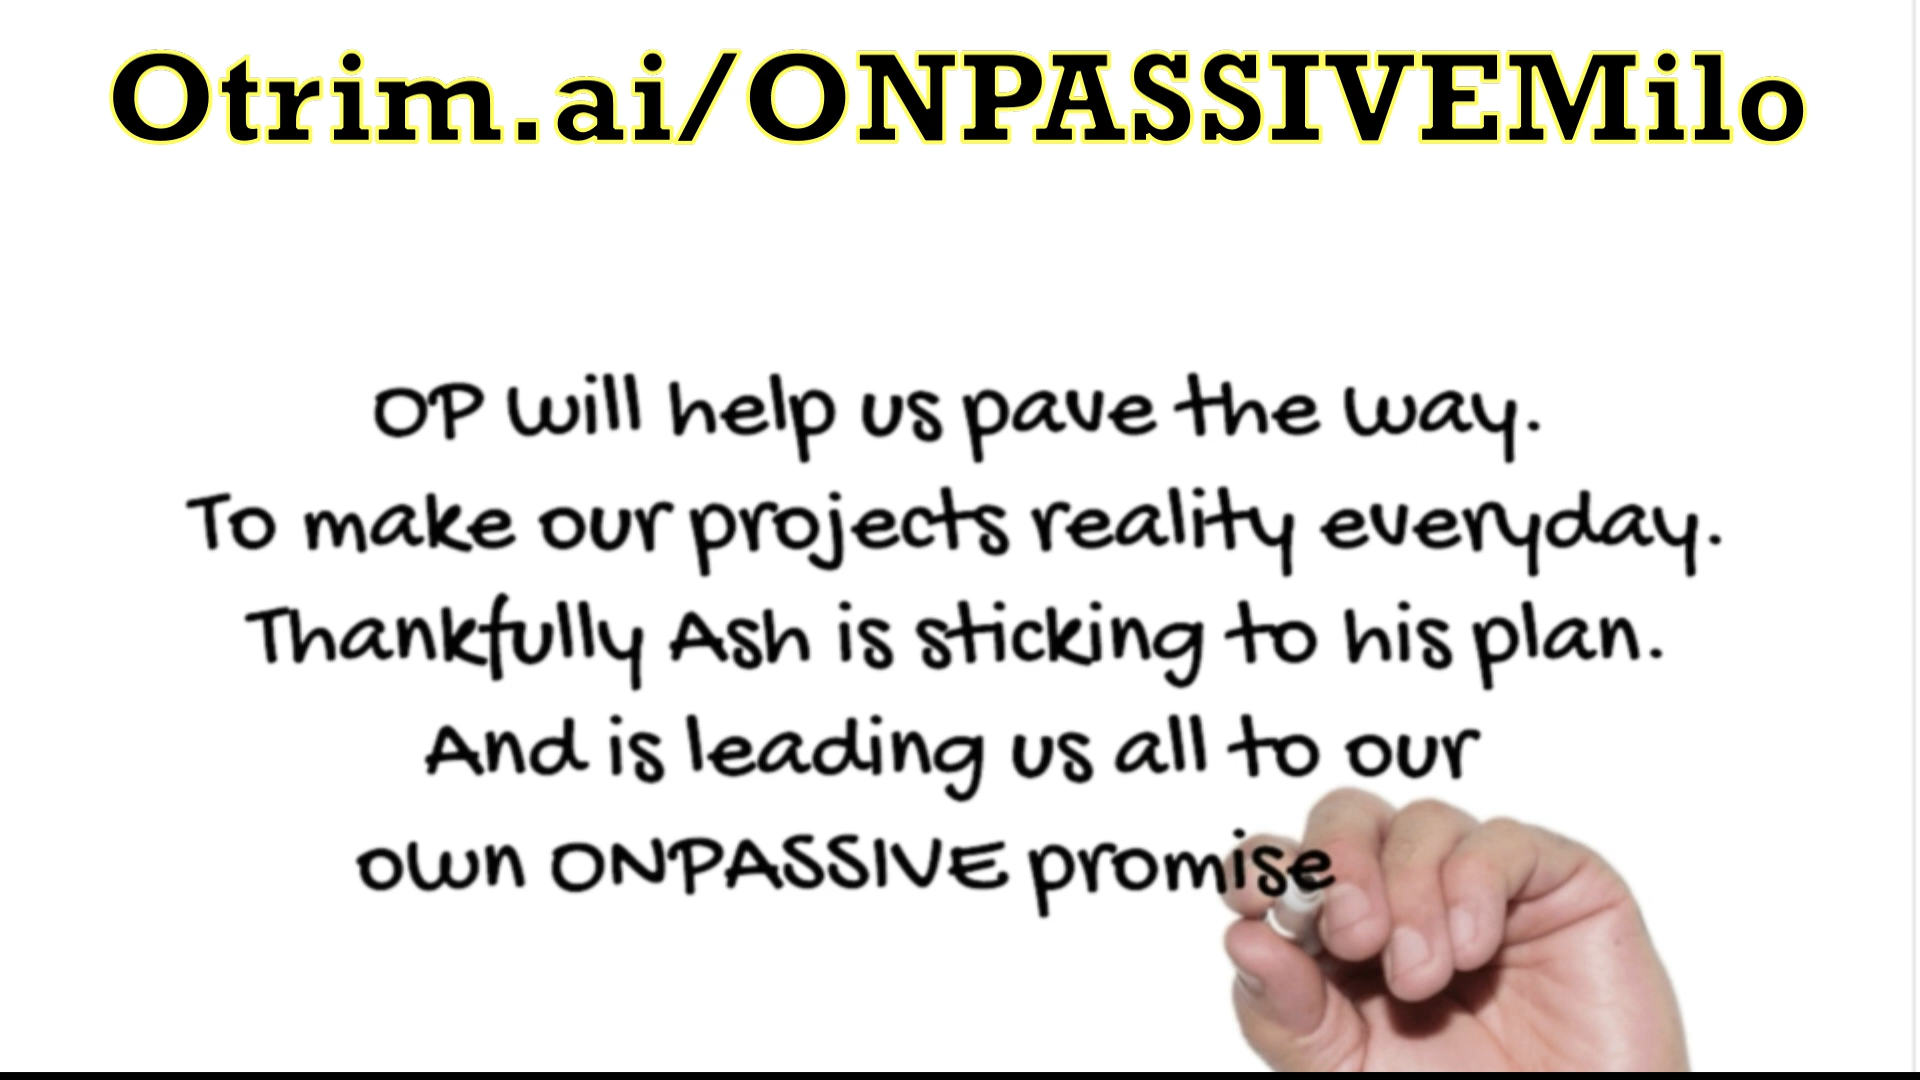 Otrim.ai/ONPASSIVEMilo
OP will help us pave the way.
To make our projects reality everyday.
Thankfully Ash is sticking to his plan.
And is leading us all to our
own ONPASSIVE promise